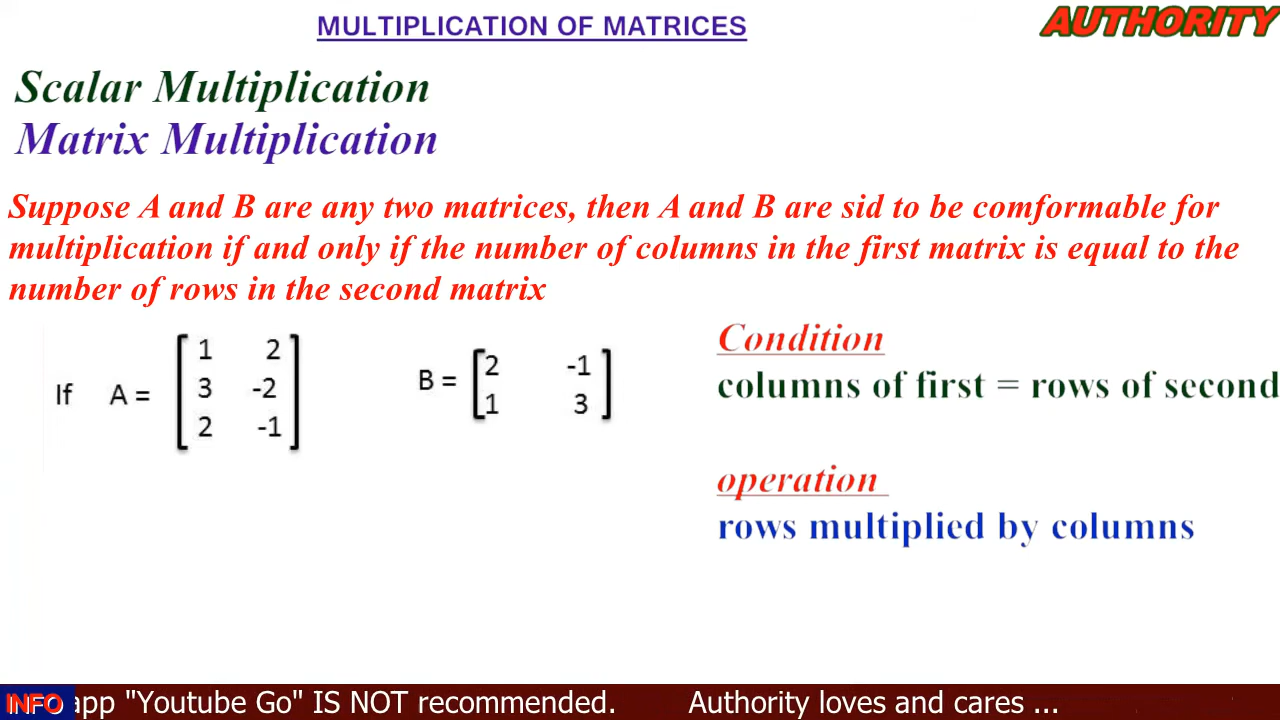 MULTIPLICATION OF MATRICES
AUTHORITY
Scalar Multiplication
Matrix Multiplication
Suppose A and B are any two matrices, then A and B are sid to be comformable for
multiplication if and only if the number of columns in the first matrix is equal to the
number of rows in the second matrix
If A = [ 1 2
3 -2
2 -1 ]
B = [ 2 -1
1 3 ]
Condition
columns of first = rows of second
operation
rows multiplied by columns
INFO app "Youtube Go" IS NOT recommended. Authority loves and cares ...